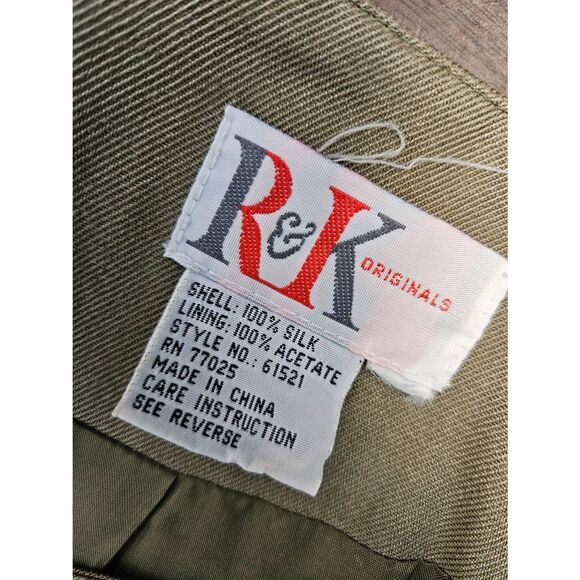 R&K
ORIGINALS
SHELL: 100% SILK
LINING: 100% ACETATE
STYLE NO.: 61521
RN 77025
MADE IN CHINA
CARE INSTRUCTION
SEE REVERSE